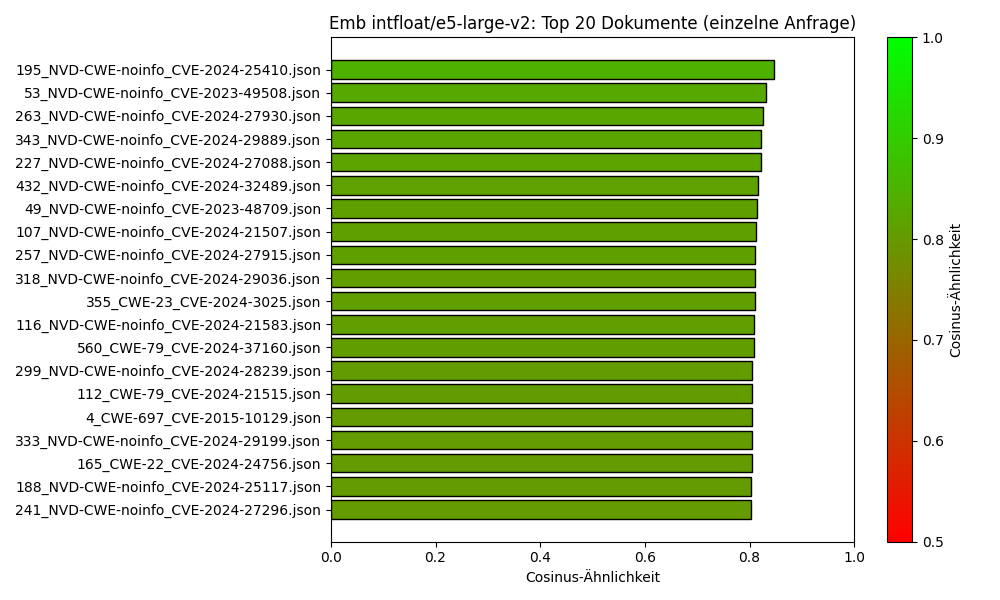 Emb intfloat/e5-large-v2: Top 20 Dokumente (einzelne Anfrage)
195_NVD-CWE-noinfo_CVE-2024-25410.json
53_NVD-CWE-noinfo_CVE-2023-49508.json
263_NVD-CWE-noinfo_CVE-2024-27930.json
343_NVD-CWE-noinfo_CVE-2024-29889.json
227_NVD-CWE-noinfo_CVE-2024-27088.json
432_NVD-CWE-noinfo_CVE-2024-32489.json
49_NVD-CWE-noinfo_CVE-2023-48709.json
107_NVD-CWE-noinfo_CVE-2024-21507.json
257_NVD-CWE-noinfo_CVE-2024-27915.json
318_NVD-CWE-noinfo_CVE-2024-29036.json
355_CWE-23_CVE-2024-3025.json
116_NVD-CWE-noinfo_CVE-2024-21583.json
560_CWE-79_CVE-2024-37160.json
299_NVD-CWE-noinfo_CVE-2024-28239.json
112_CWE-79_CVE-2024-21515.json
4_CWE-697_CVE-2015-10129.json
333_NVD-CWE-noinfo_CVE-2024-29199.json
165_CWE-22_CVE-2024-24756.json
188_NVD-CWE-noinfo_CVE-2024-25117.json
241_NVD-CWE-noinfo_CVE-2024-27296.json
0.0 0.2 0.4 0.6 0.8 1.0
Cosinus-Ähnlichkeit
1.0
0.9
0.8
0.7
0.6
0.5
Cosinus-Ähnlichkeit